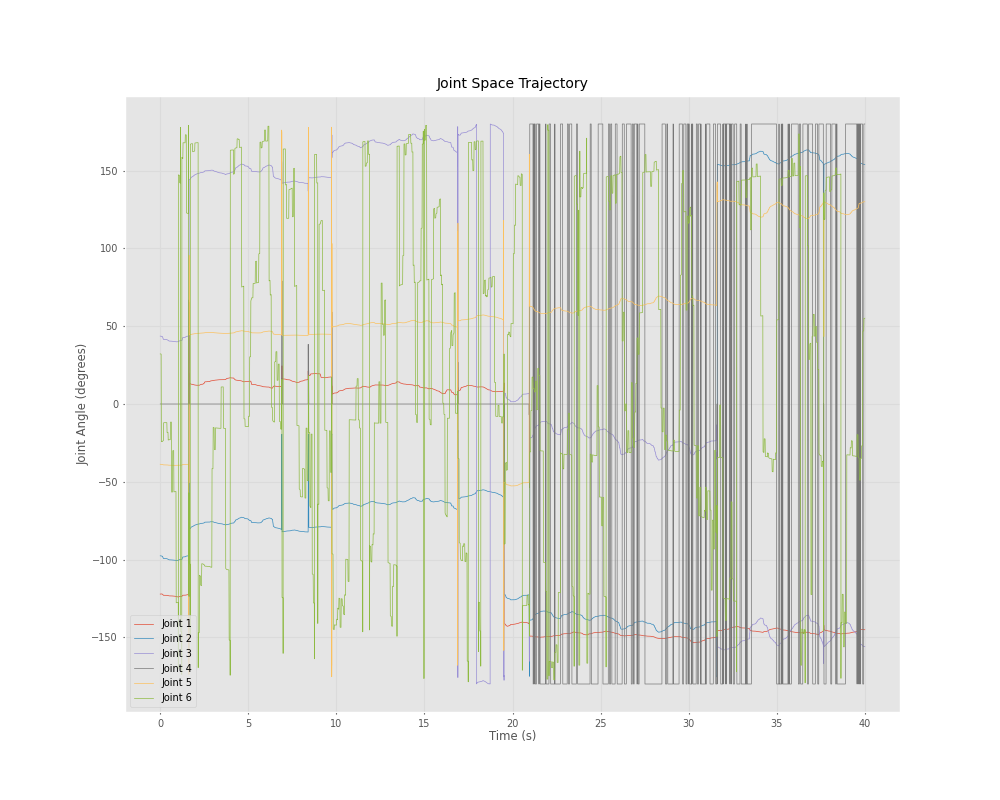 Joint Space Trajectory
Joint Angle (degrees)
150
100
50
0
−50
−100
−150
Joint 1
Joint 2
Joint 3
Joint 4
Joint 5
Joint 6
0 5 10 15 20 25 30 35 40
Time (s)